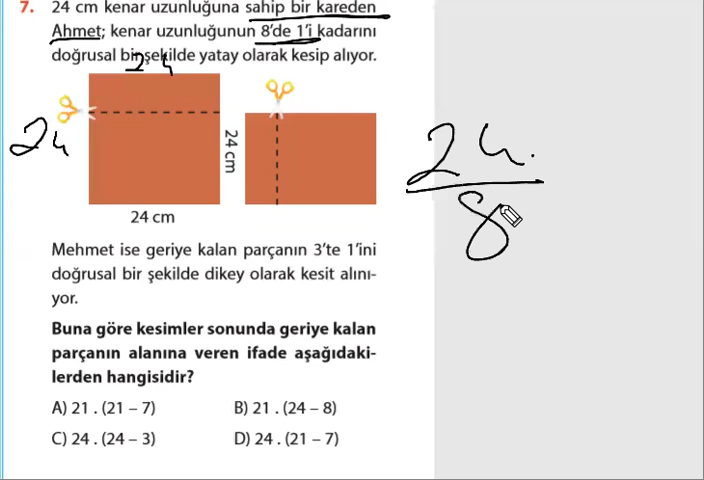 7. 24 cm kenar uzunluğuna sahip bir kareden
Ahmet; kenar uzunluğunun 8'de 1'i kadarını
doğrusal bir şekilde yatay olarak kesip alıyor.
24
24
24 cm
24 cm
24
8
Mehmet ise geriye kalan parçanın 3'te 1'ini
doğrusal bir şekilde dikey olarak kesit alını-
yor.
Buna göre kesimler sonunda geriye kalan
parçanın alanına veren ifade aşağıdaki-
lerden hangisidir?
A) 21 . (21 – 7) B) 21 . (24 – 8)
C) 24 . (24 – 3) D) 24 . (21 – 7)